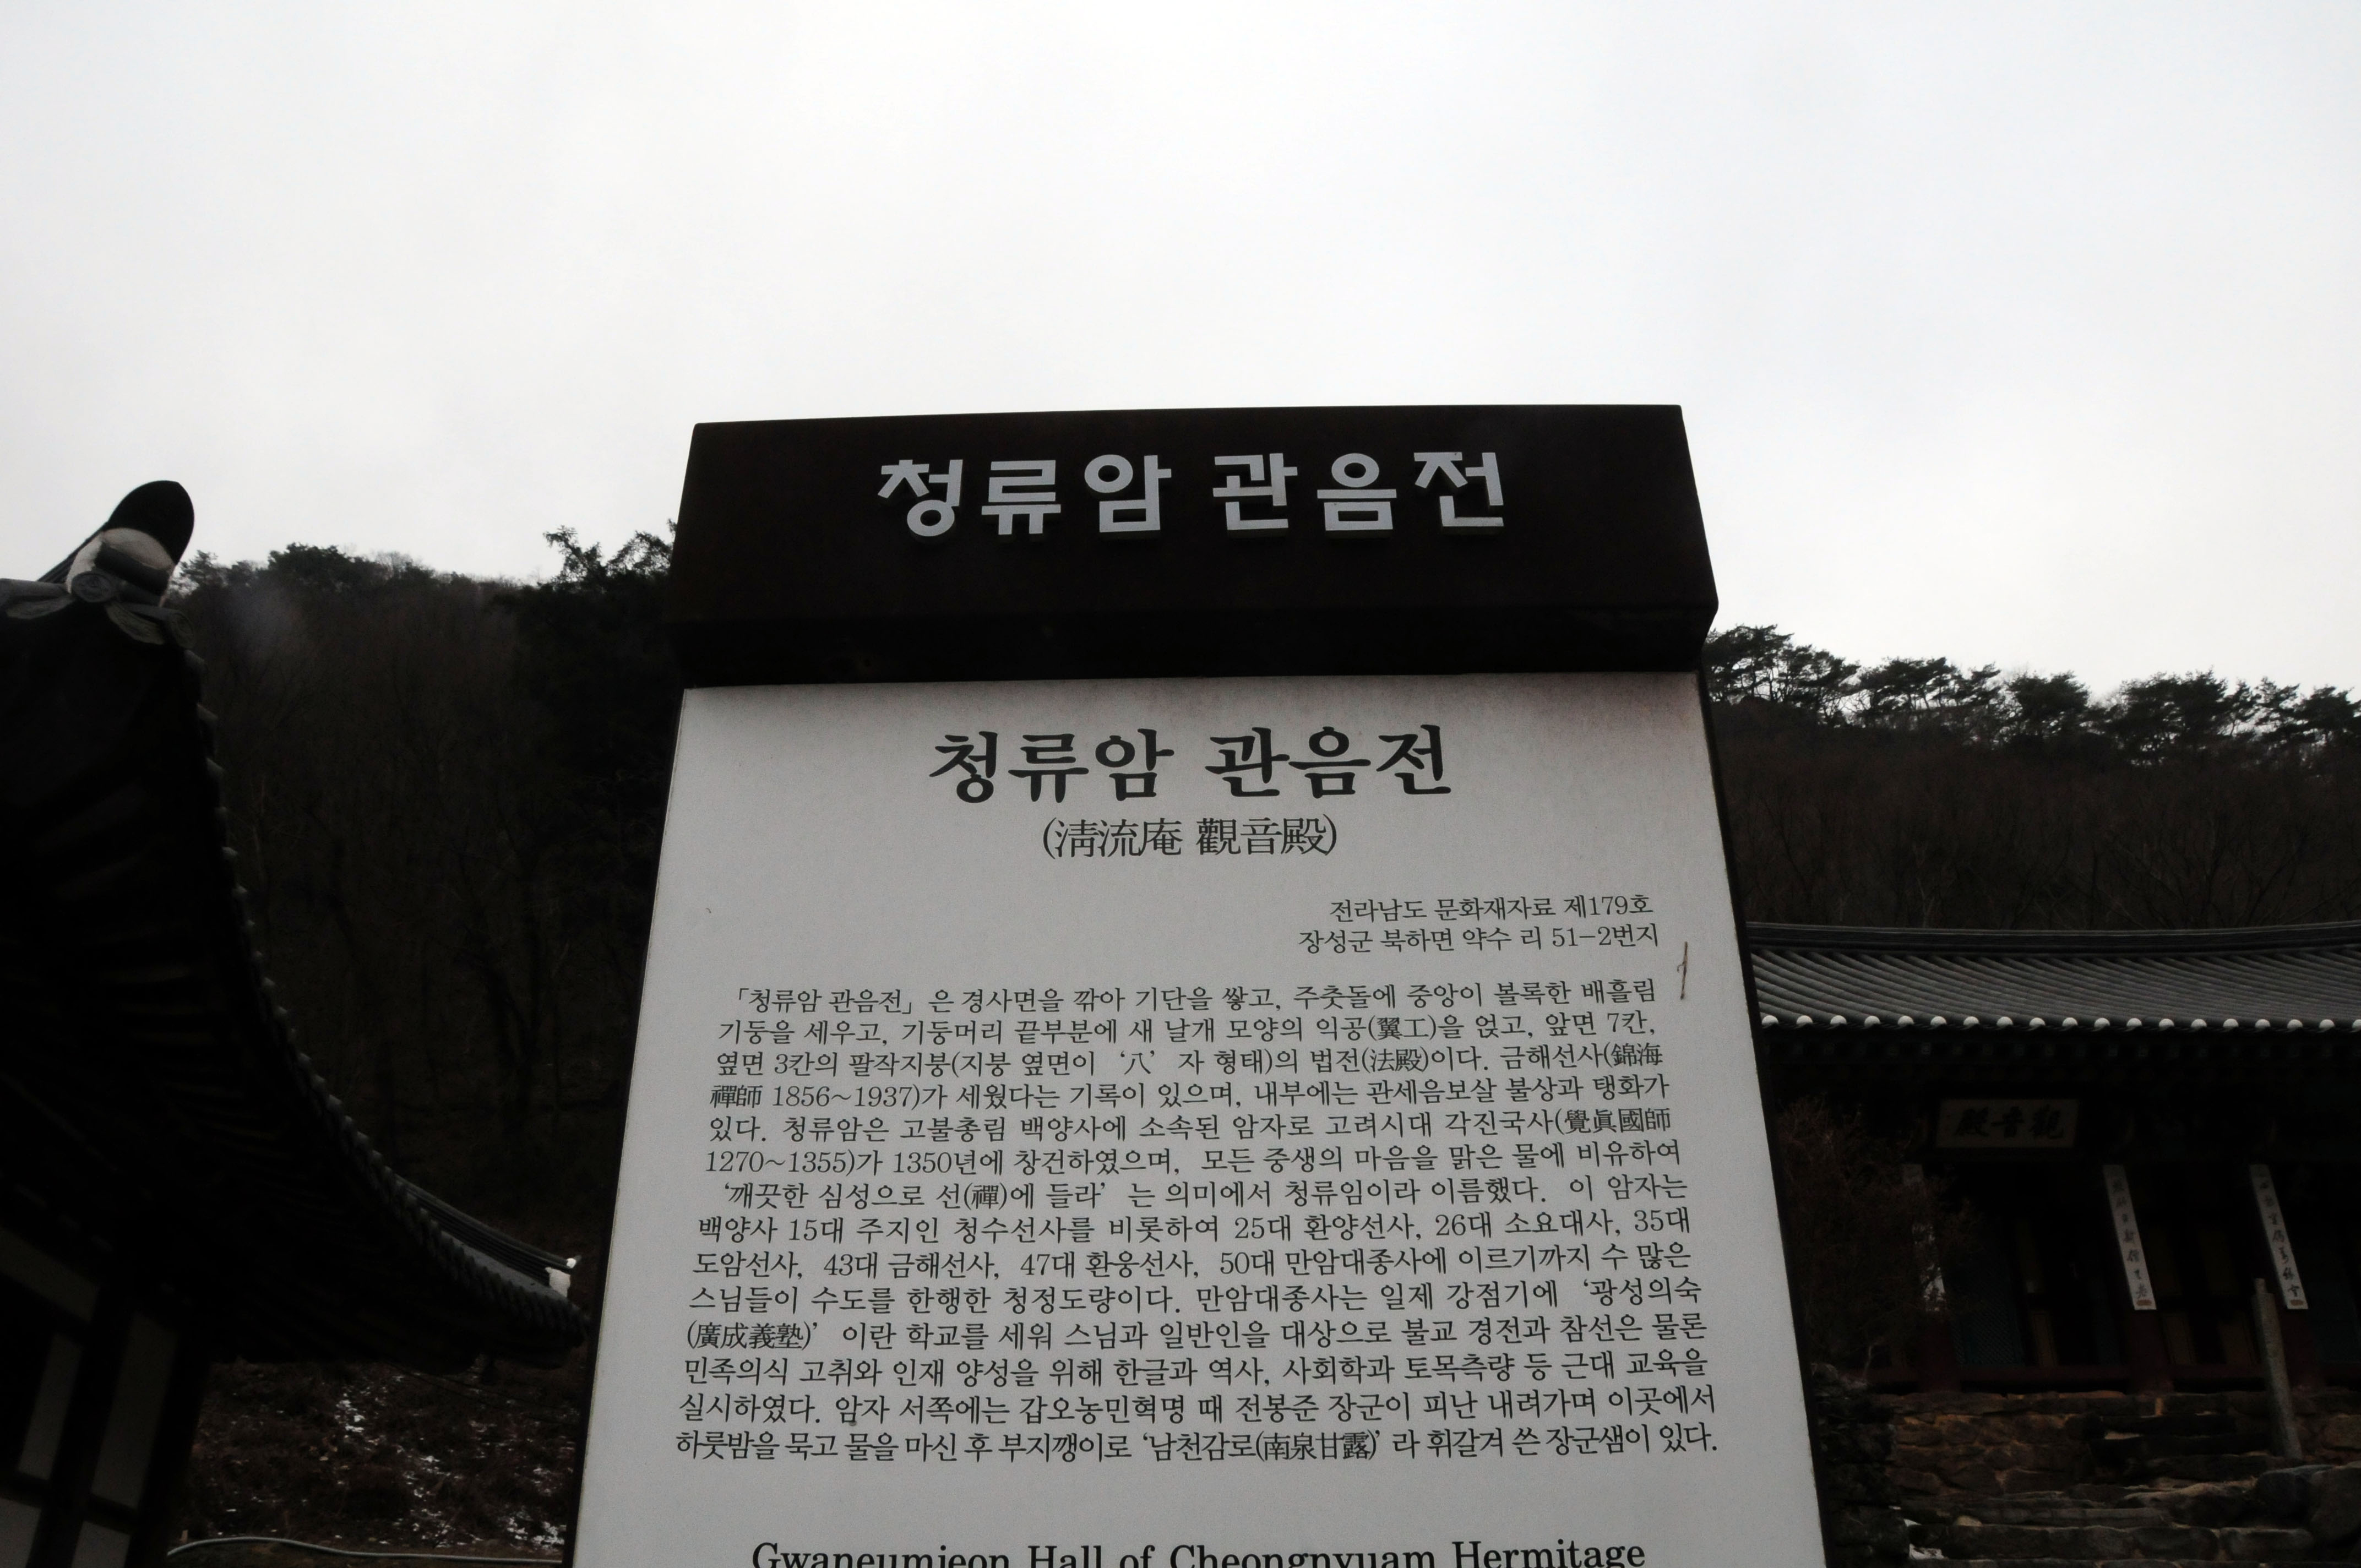 청류암 관음전
청류암 관음전
(淸流庵 觀音殿)
전라남도 문화재자료 제179호
장성군 북하면 약수 리 51-2번지
「청류암 관음전」은 경사면을 깎아 기단을 쌓고, 주춧돌에 중앙이 볼록한 배흘림
기둥을 세우고, 기둥머리 끝부분에 새 날개 모양의 익공(翼工)을 얹고, 앞면 7칸,
옆면 3칸의 팔작지붕(지붕 옆면이 ‘八’ 자 형태)의 법전(法殿)이다. 금해선사(錦海
禪師 1856~1937)가 세웠다는 기록이 있으며, 내부에는 관세음보살 불상과 탱화가
있다. 청류암은 고불총림 백양사에 소속된 암자로 고려시대 각진국사(覺眞國師
1270~1355)가 1350년에 창건하였으며, 모든 중생의 마음을 맑은 물에 비유하여
‘깨끗한 심성으로 선(禪)에 들라’ 는 의미에서 청류임이라 이름했다. 이 암자는
백양사 15대 주지인 청수선사를 비롯하여 25대 환양선사, 26대 소요대사, 35대
도암선사, 43대 금해선사, 47대 환응선사, 50대 만암대종사에 이르기까지 수 많은
스님들이 수도를 한행한 청정도량이다. 만암대종사는 일제 강점기에 ‘광성의숙
(廣成義塾)’ 이란 학교를 세워 스님과 일반인을 대상으로 불교 경전과 참선은 물론
민족의식 고취와 인재 양성을 위해 한글과 역사, 사회학과 토목측량 등 근대 교육을
실시하였다. 암자 서쪽에는 갑오농민혁명 때 전봉준 장군이 피난 내려가며 이곳에서
하룻밤을 묵고 물을 마신 후 부지깽이로 ‘남천감로(南泉甘露)’ 라 휘갈겨 쓴 장군샘이 있다.
Gwaneumjeon Hall of Cheongnyuam Hermitage
殿音觀